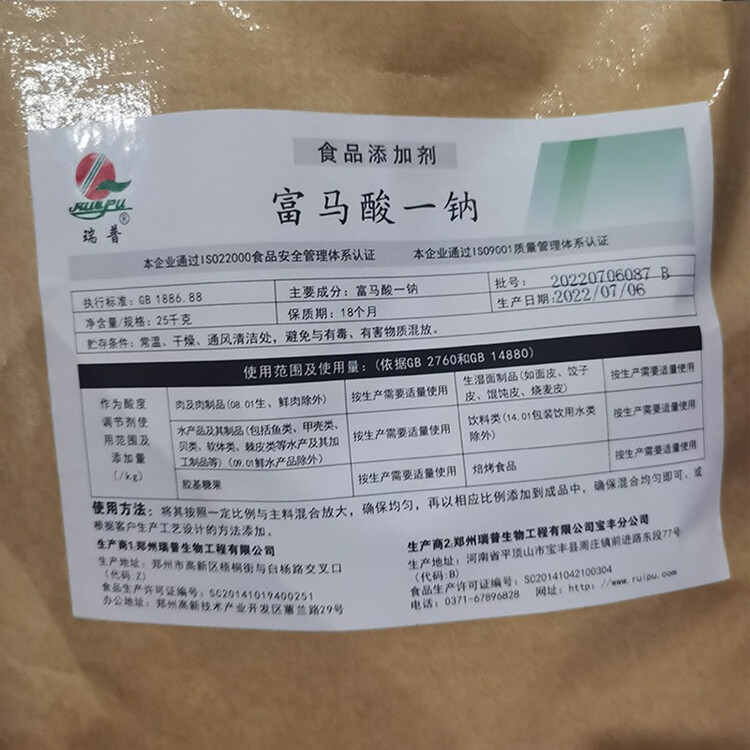 食品添加剂
RUIPU
®
瑞普
富马酸一钠
本企业通过ISO22000食品安全管理体系认证 本企业通过ISO9001质量管理体系认证
执行标准:GB 1886.88 主要成分:富马酸一钠 批号: 20220706087 B
净含量/规格:25千克 保质期:18个月 生产日期:2022/07/06
贮存条件:常温、干燥、通风清洁处,避免与有毒、有害物质混放。
使用范围及使用量:(依据GB 2760和GB 14880)
作为酸度
调节剂使
用范围及
添加量
(/kg)
肉及肉制品(08.01生、鲜肉除外) 按生产需要适量使用
生湿面制品(如面皮、饺子
皮、馄饨皮、烧麦皮) 按生产需要适量使用
水产品及其制品(包括鱼类、甲壳类、
贝类、软体类、棘皮类等水产及其加
工制品等)(09.01鲜水产品除外) 按生产需要适量使用
饮料类(14.01包装饮用水类
除外) 按生产需要适量使用
胶基糖果 按生产需要适量使用 焙烤食品 按生产需要适量使用
使用方法:将其按照一定比例与主料混合放大,确保均匀,再以相应比例添加到成品中,确保混合均匀即可、或
根据客户生产工艺设计的方法添加。
生产商1:郑州瑞普生物工程有限公司
生产地址:郑州市高新区梧桐街与白杨路交叉口
(代码:Z)
食品生产许可证编号:SC20141019400251
办公地址:郑州高新技术产业开发区董兰路29号
生产商2:郑州瑞普生物工程有限公司宝丰分公司
生产地址:河南省平顶山市宝丰县周庄镇前进路东段77号
(代码:B)
食品生产许可证编号:SC20141042100304
电话:0371-67896828 网址:http://www.ruipu.com